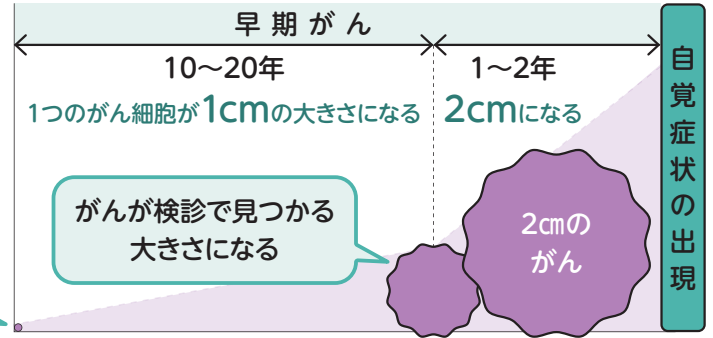 早期がん
10〜20年
1〜2年
1つのがん細胞が1cmの大きさになる
2cmになる
がんが検診で見つかる
大きさになる
2㎝の
がん
自覚症状の出現